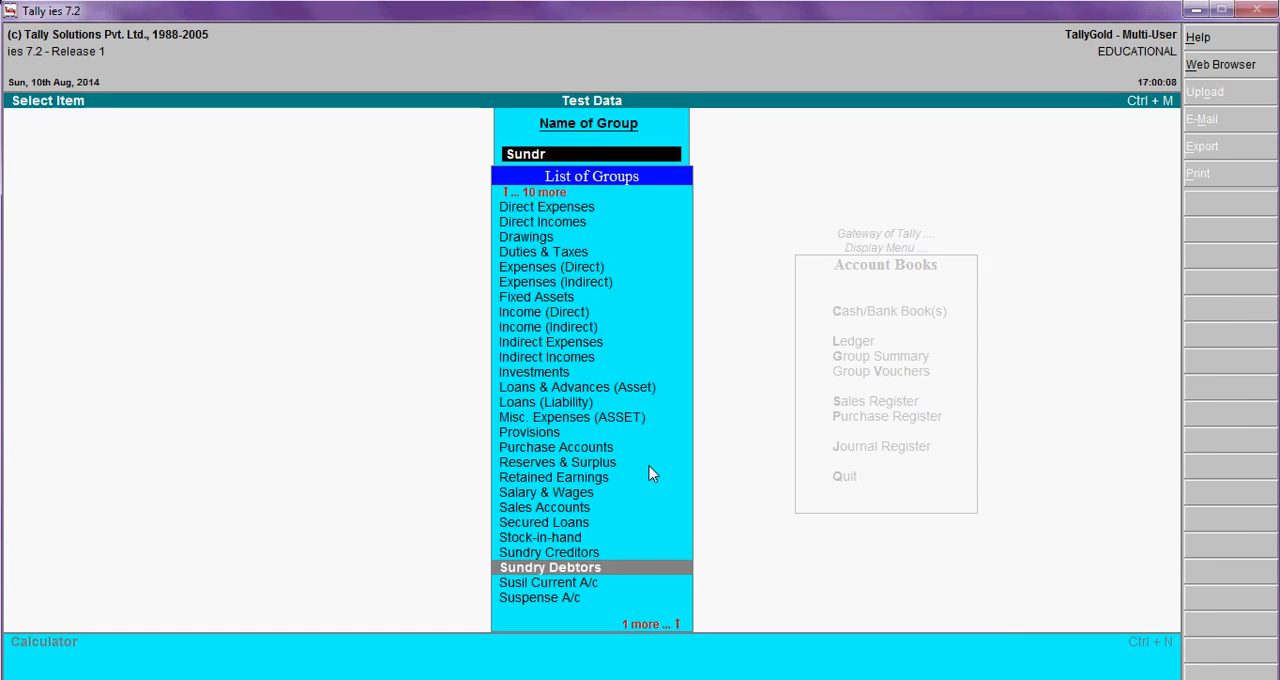 Tally ies 7.2
(c) Tally Solutions Pvt. Ltd., 1988-2005
ies 7.2 - Release 1
Sun, 10th Aug, 2014
TallyGold - Multi-User
EDUCATIONAL
17:00:08
Select Item
Test Data
Ctrl + M
Name of Group
Sundr
List of Groups
↑ ... 10 more
Direct Expenses
Direct Incomes
Drawings
Duties & Taxes
Expenses (Direct)
Expenses (Indirect)
Fixed Assets
Income (Direct)
Income (Indirect)
Indirect Expenses
Indirect Incomes
Investments
Loans & Advances (Asset)
Loans (Liability)
Misc. Expenses (ASSET)
Provisions
Purchase Accounts
Reserves & Surplus
Retained Earnings
Salary & Wages
Sales Accounts
Secured Loans
Stock-in-hand
Sundry Creditors
Sundry Debtors
Susil Current A/c
Suspense A/c
1 more ... ↑
Gateway of Tally ....
Display Menu ....
Account Books
Cash/Bank Book(s)
Ledger
Group Summary
Group Vouchers
Sales Register
Purchase Register
Journal Register
Quit
Help
Web Browser
Upload
E-Mail
Export
Print
Calculator
Ctrl + N